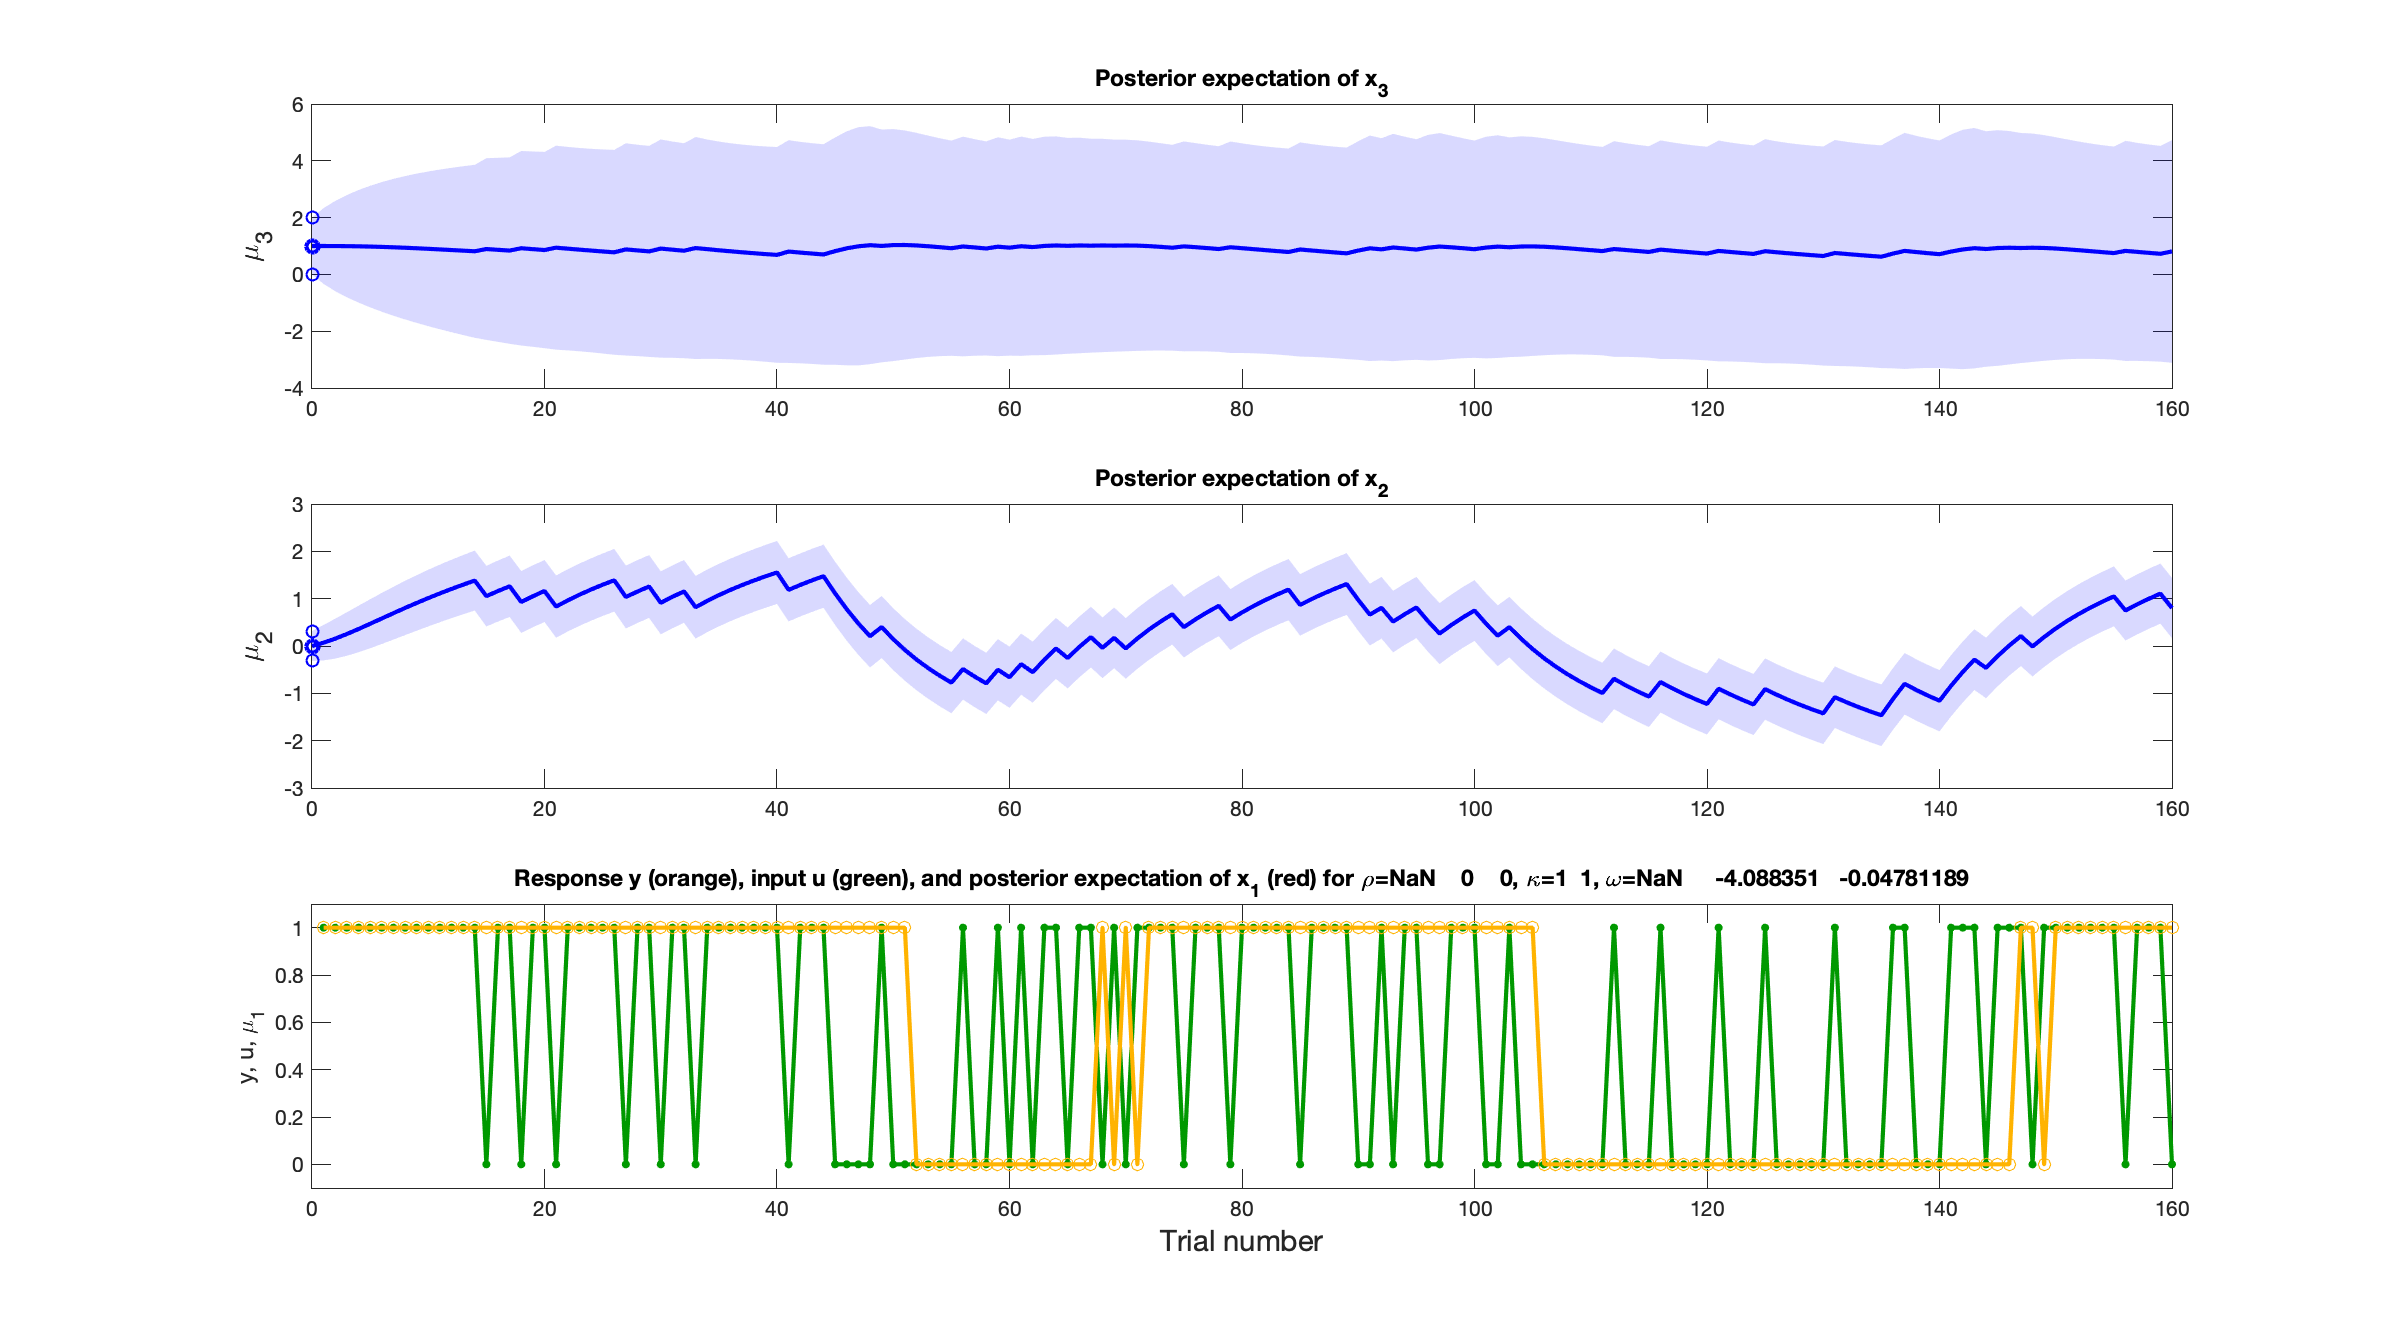 Posterior expectation of x3
6
4
2
0
-2
-4
μ3
0 20 40 60 80 100 120 140 160
Posterior expectation of x2
3
2
1
0
-1
-2
-3
μ2
0 20 40 60 80 100 120 140 160
Response y (orange), input u (green), and posterior expectation of x1 (red) for ρ=NaN 0 0, κ=1 1, ω=NaN -4.088351 -0.04781189
1
0.8
0.6
0.4
0.2
0
y, u, μ1
0 20 40 60 80 100 120 140 160
Trial number